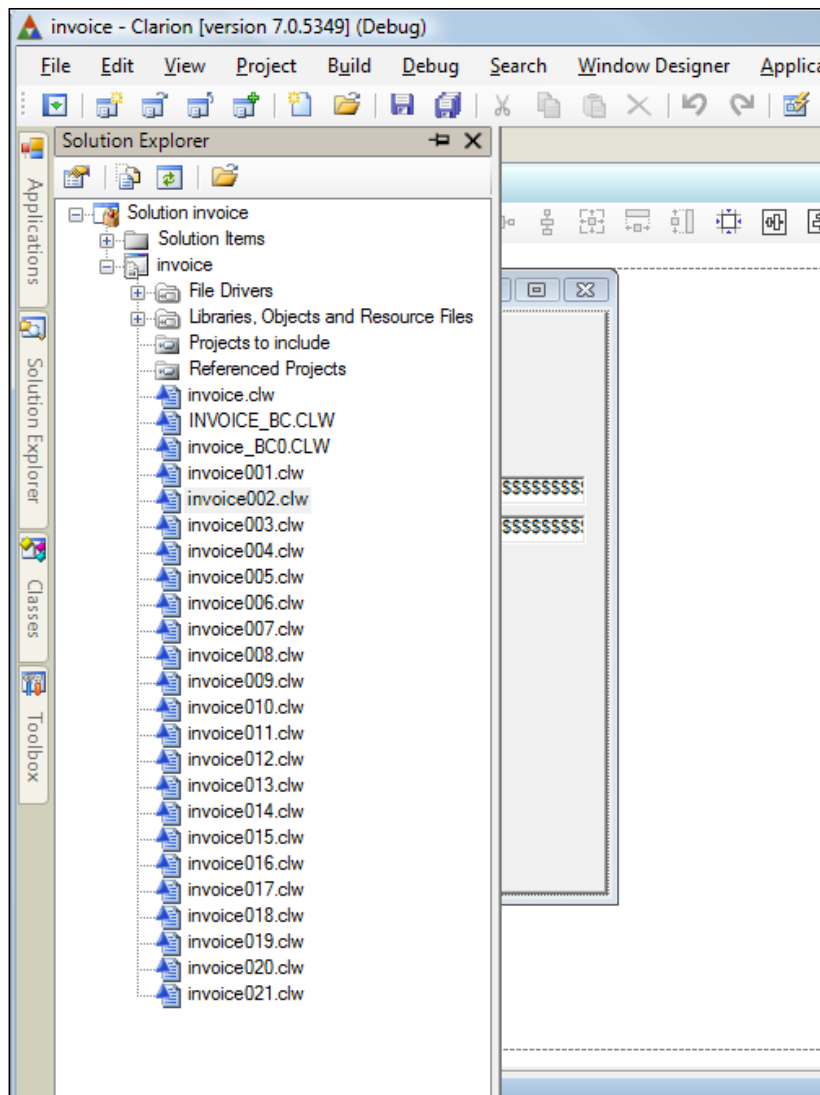 invoice - Clarion [version 7.0.5349] (Debug)
File Edit View Project Build Debug Search Window Designer
Solution Explorer
Applications
Solution Explorer
Classes
Toolbox
Solution invoice
Solution Items
invoice
File Drivers
Libraries, Objects and Resource Files
Projects to include
Referenced Projects
invoice.clw
INVOICE_BC.CLW
invoice_BC0.CLW
invoice001.clw
invoice002.clw
invoice003.clw
invoice004.clw
invoice005.clw
invoice006.clw
invoice007.clw
invoice008.clw
invoice009.clw
invoice010.clw
invoice011.clw
invoice012.clw
invoice013.clw
invoice014.clw
invoice015.clw
invoice016.clw
invoice017.clw
invoice018.clw
invoice019.clw
invoice020.clw
invoice021.clw